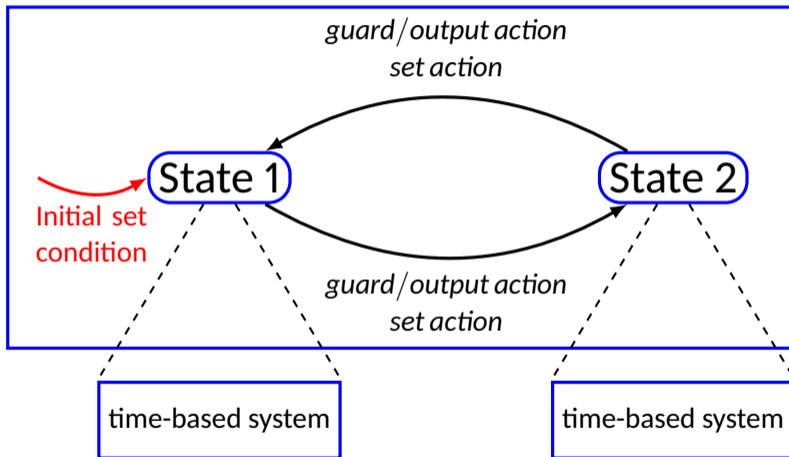 guard/output action
set action
State 1
State 2
Initial set
condition
guard/output action
set action
time-based system
time-based system